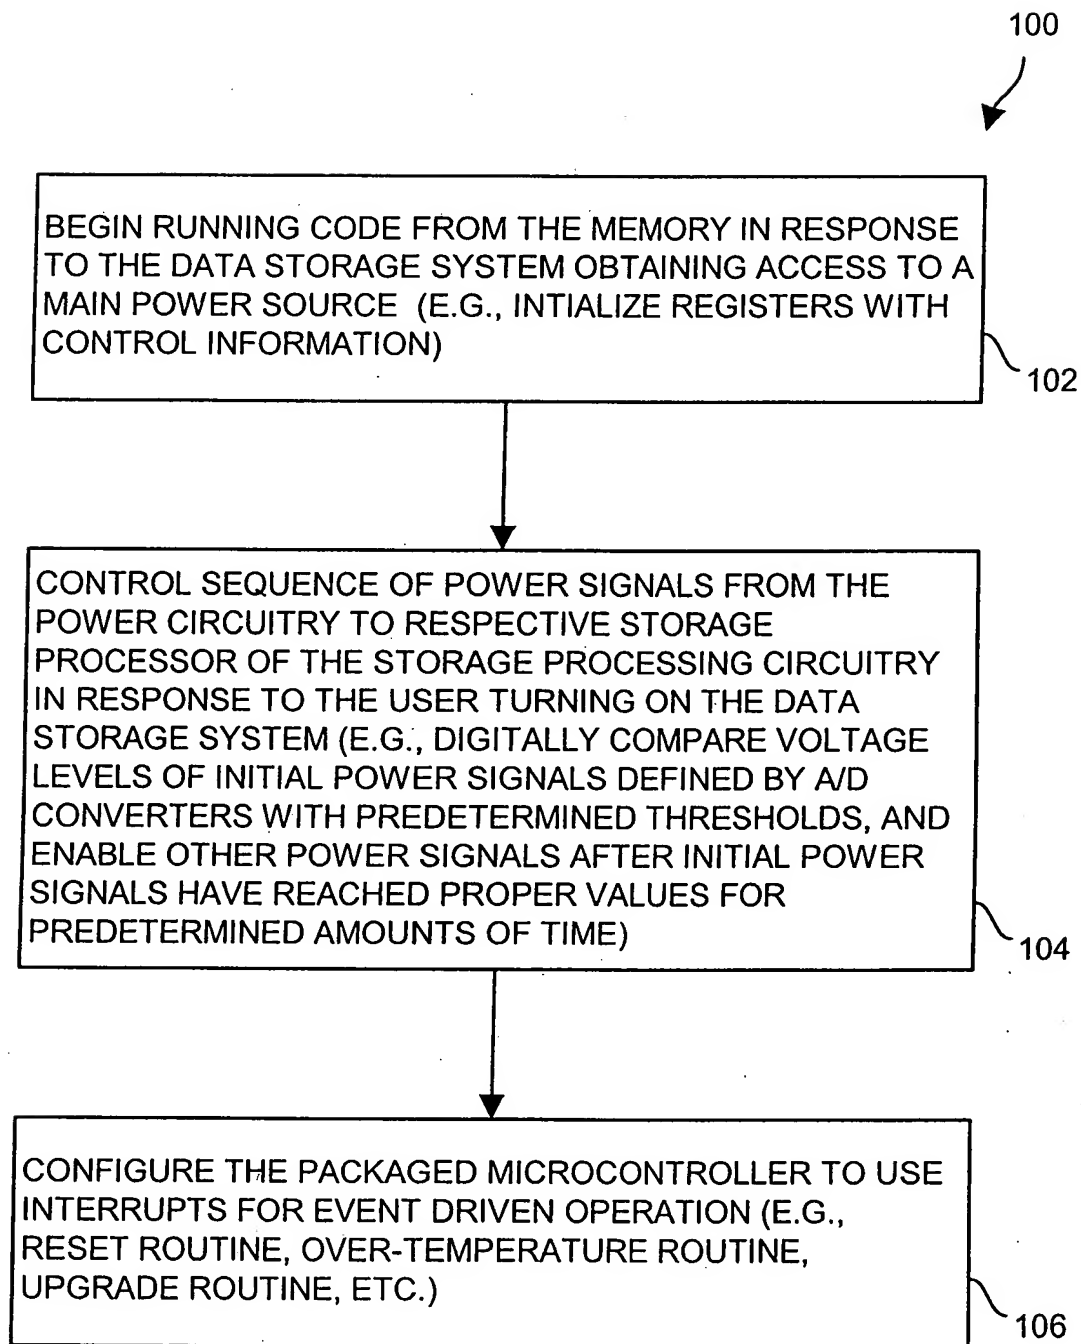 100
BEGIN RUNNING CODE FROM THE MEMORY IN RESPONSE
TO THE DATA STORAGE SYSTEM OBTAINING ACCESS TO A
MAIN POWER SOURCE (E.G., INTIALIZE REGISTERS WITH
CONTROL INFORMATION)
102
CONTROL SEQUENCE OF POWER SIGNALS FROM THE
POWER CIRCUITRY TO RESPECTIVE STORAGE
PROCESSOR OF THE STORAGE PROCESSING CIRCUITRY
IN RESPONSE TO THE USER TURNING ON THE DATA
STORAGE SYSTEM (E.G., DIGITALLY COMPARE VOLTAGE
LEVELS OF INITIAL POWER SIGNALS DEFINED BY A/D
CONVERTERS WITH PREDETERMINED THRESHOLDS, AND
ENABLE OTHER POWER SIGNALS AFTER INITIAL POWER
SIGNALS HAVE REACHED PROPER VALUES FOR
PREDETERMINED AMOUNTS OF TIME)
104
CONFIGURE THE PACKAGED MICROCONTROLLER TO USE
INTERRUPTS FOR EVENT DRIVEN OPERATION (E.G.,
RESET ROUTINE, OVER-TEMPERATURE ROUTINE,
UPGRADE ROUTINE, ETC.)
106